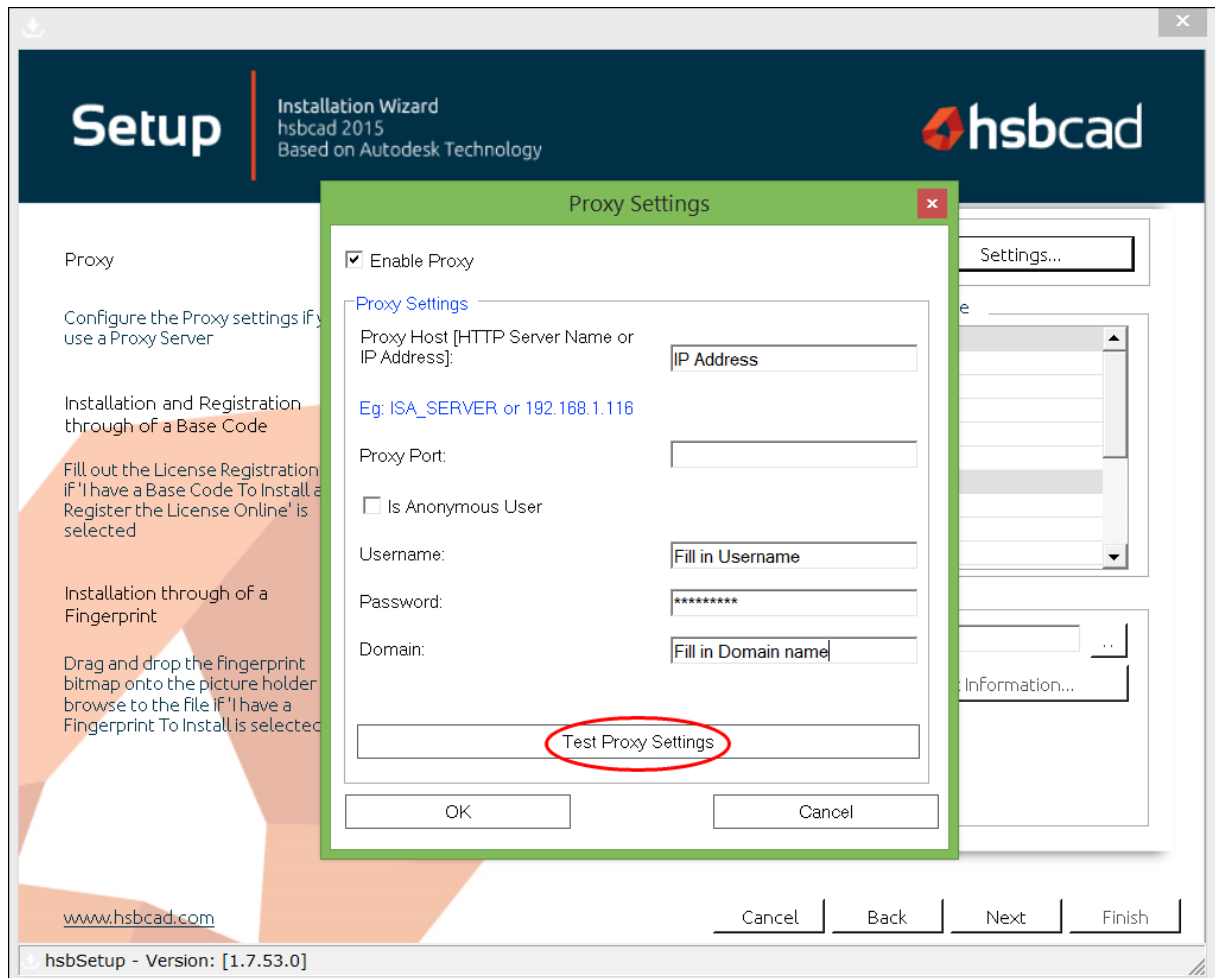 Setup
Installation Wizard
hsbcad 2015
Based on Autodesk Technology
hsbcad
Proxy
Configure the Proxy settings if
use a Proxy Server
Installation and Registration
through of a Base Code
Fill out the License Registration
if 'I have a Base Code To Install
Register the License Online' is
selected
Installation through of a
Fingerprint
Drag and drop the fingerprint
bitmap onto the picture holder
browse to the file if 'I have a
Fingerprint To Install is selected
Proxy Settings
Enable Proxy
Proxy Settings
Proxy Host [HTTP Server Name or
IP Address]:
IP Address
Eg: ISA_SERVER or 192.168.1.116
Proxy Port:
Is Anonymous User
Username:
Fill in Username
Password:
*********
Domain:
Fill in Domain name
Test Proxy Settings
OK
Cancel
Settings...
e
..
Information...
www.hsbcad.com
Cancel
Back
Next
Finish
hsbSetup - Version: [1.7.53.0]